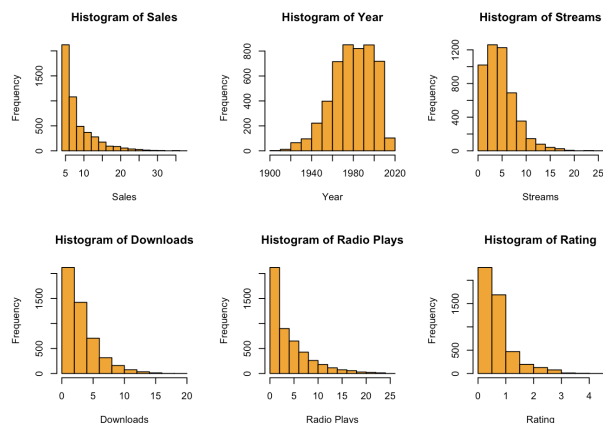 Histogram of Sales
Frequency
0 500 1500
5 10 20 30
Sales
Histogram of Year
Frequency
0 200 400 600 800
1900 1940 1980 2020
Year
Histogram of Streams
Frequency
0 400 800 1200
0 5 10 15 20 25
Streams
Histogram of Downloads
Frequency
0 500 1500
0 5 10 15 20
Downloads
Histogram of Radio Plays
Frequency
0 500 1500
0 5 10 15 20 25
Radio Plays
Histogram of Rating
Frequency
0 500 1500
0 1 2 3 4
Rating